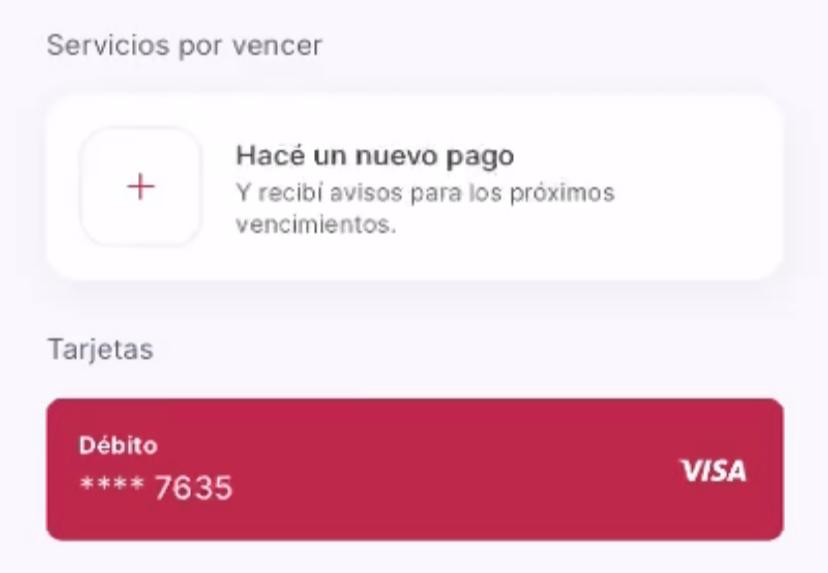 Servicios por vencer
Hacé un nuevo pago
Y recibí avisos para los próximos
vencimientos.
Tarjetas
Débito
**** 7635
VISA